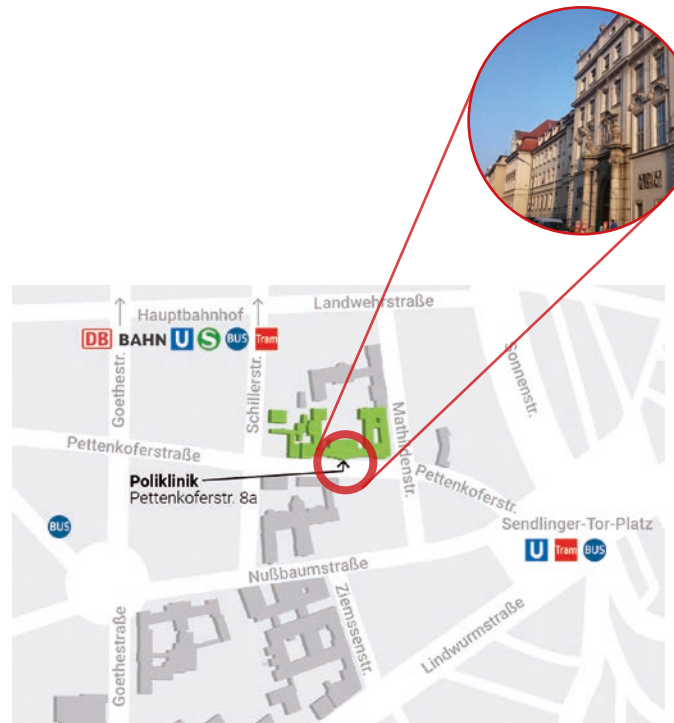 Landwehrstraße
Hauptbahnhof
DB BAHN U S BUS Tram
Goethestr.
Schillerstr.
Sonnenstr.
Mathildenstr.
Pettenkoferstraße
Pettenkoferstr.
Poliklinik
Pettenkoferstr. 8a
BUS
Sendlinger-Tor-Platz
U Tram BUS
Nußbaumstraße
Ziemssenstr.
Lindwurmstraße
Goethestraße